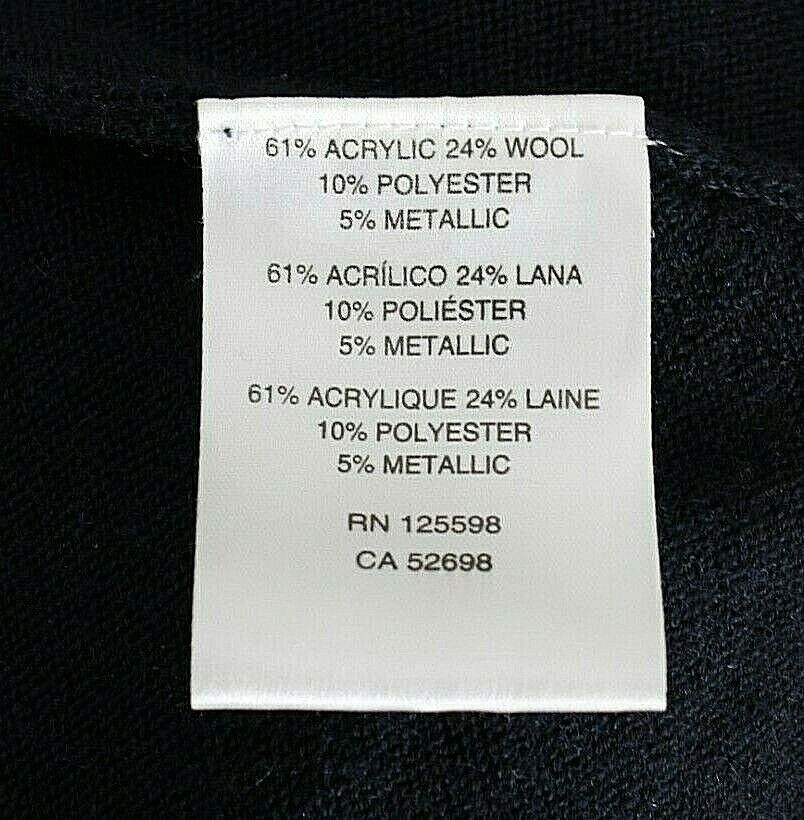 61% ACRYLIC 24% WOOL
10% POLYESTER
5% METALLIC
61% ACRÍLICO 24% LANA
10% POLIÉSTER
5% METALLIC
61% ACRYLIQUE 24% LAINE
10% POLYESTER
5% METALLIC
RN 125598
CA 52698